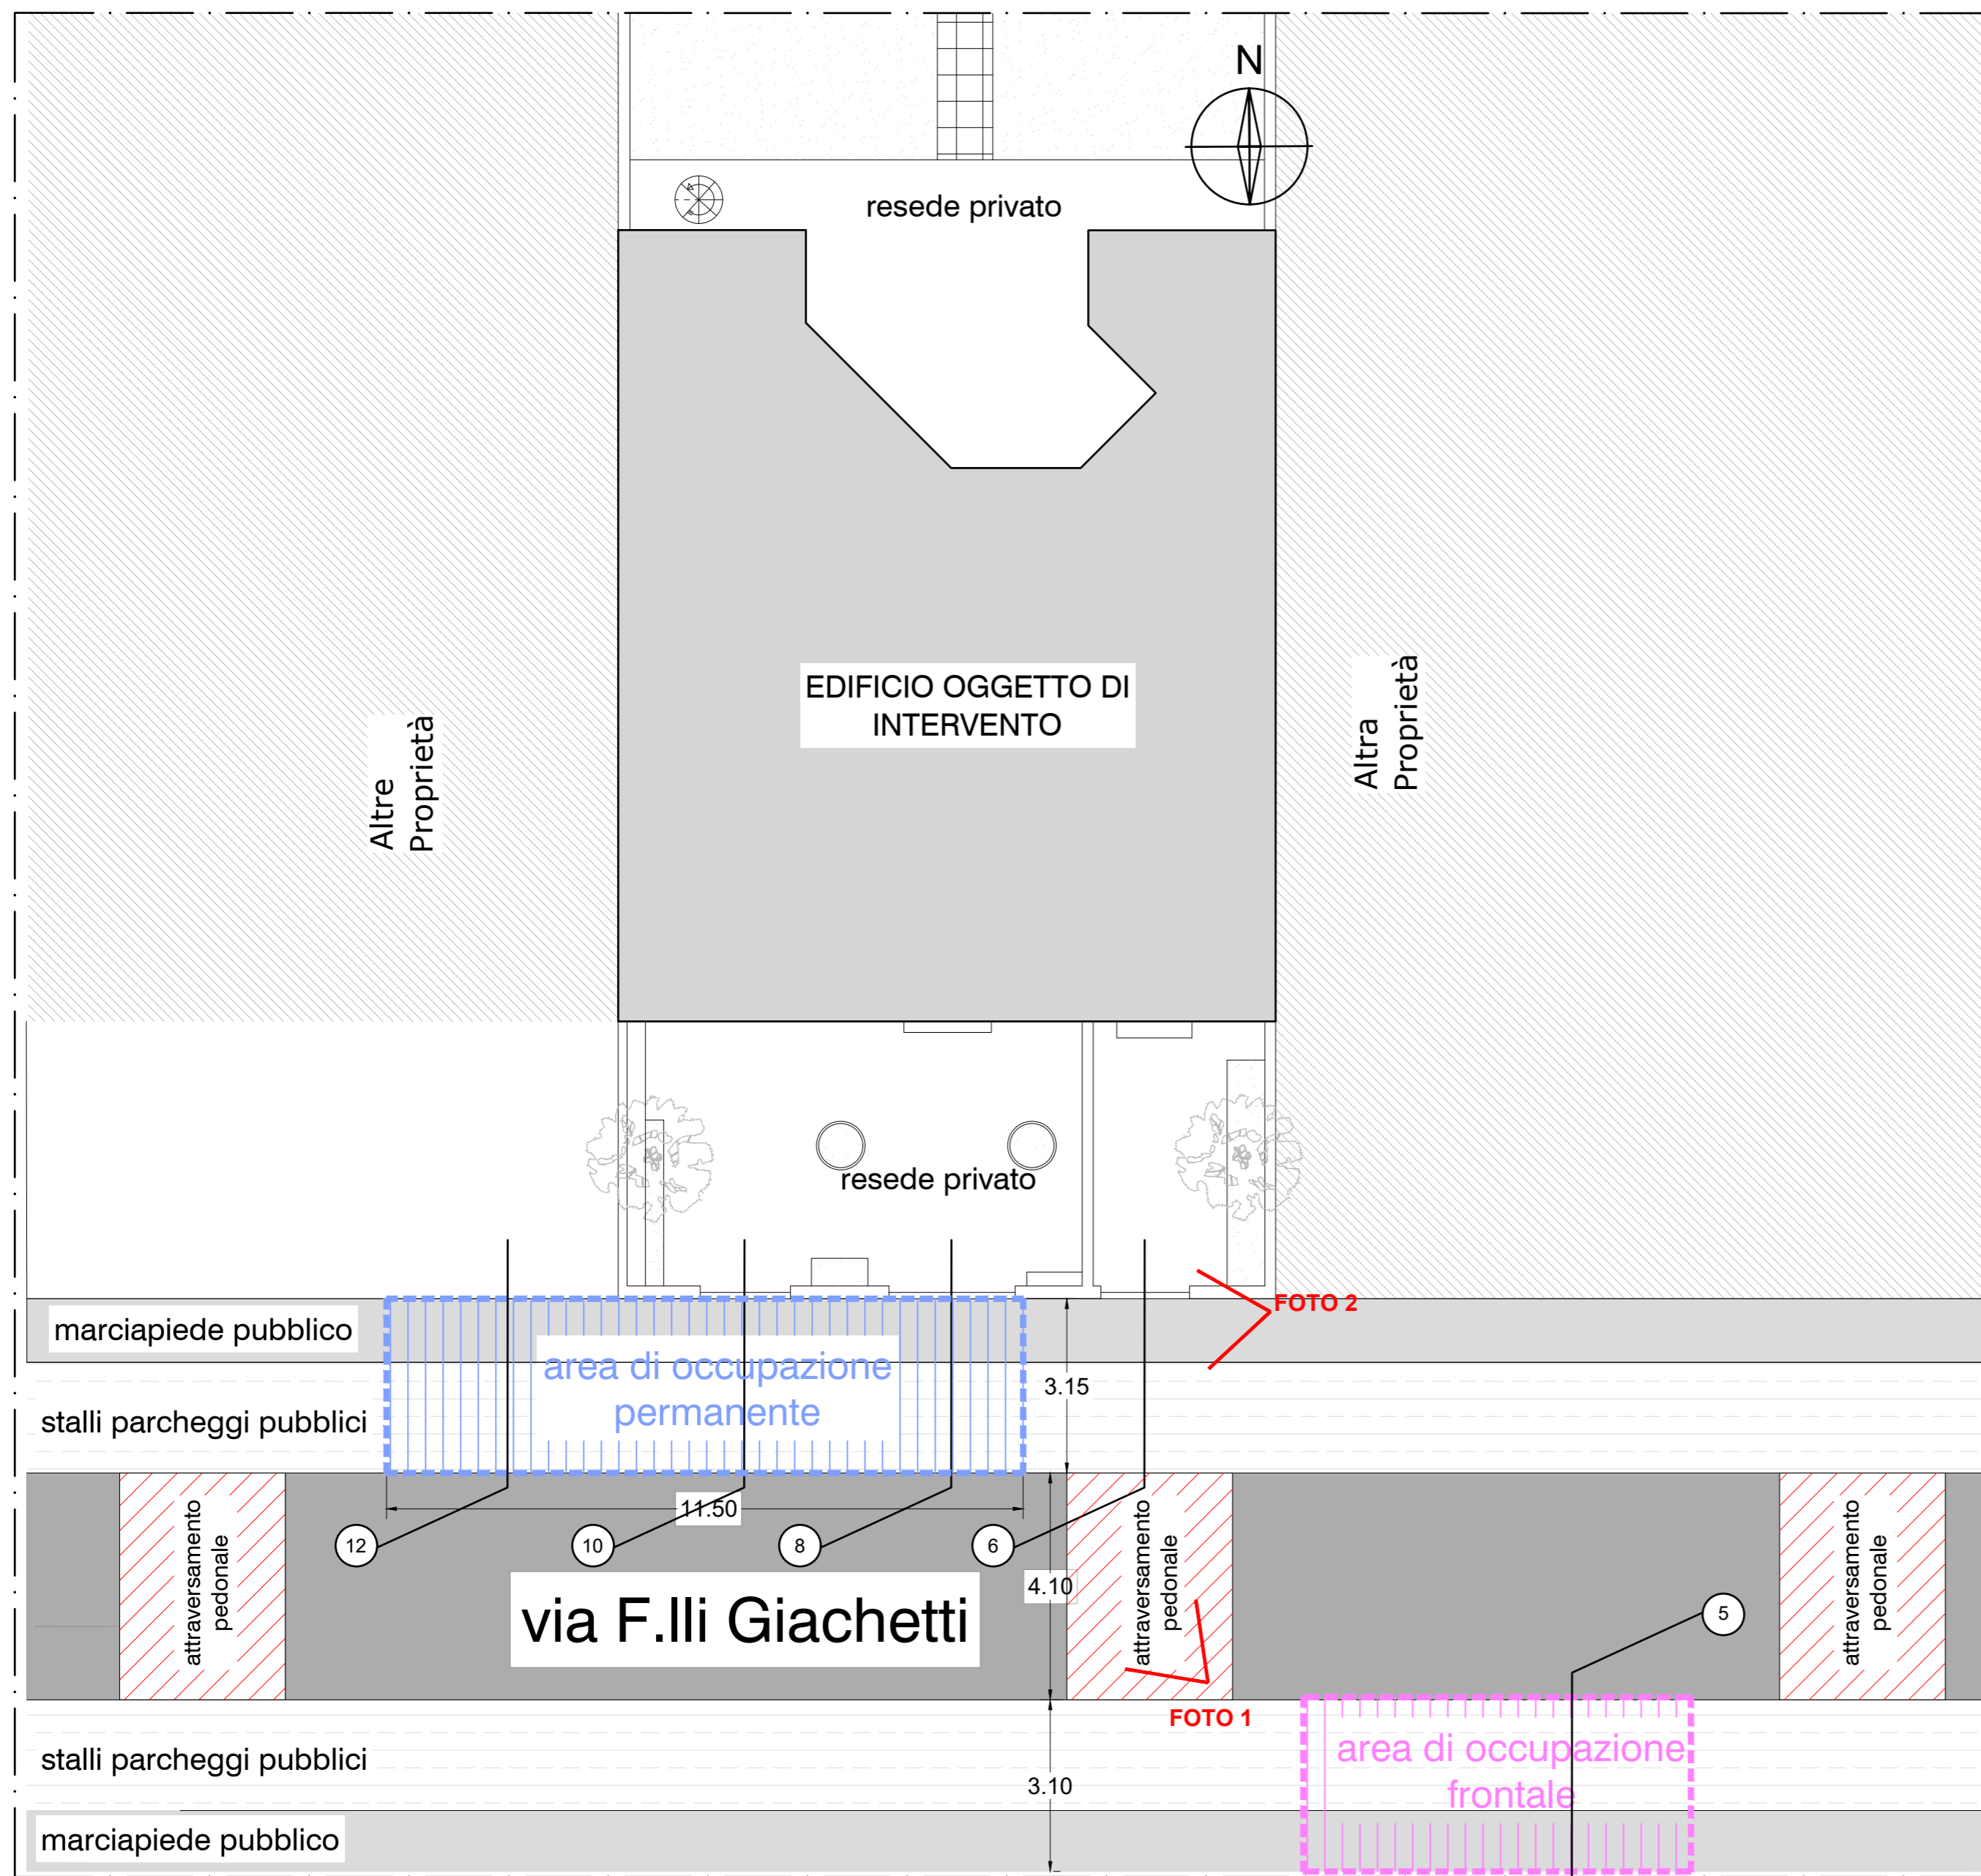 N
resede privato
EDIFICIO OGGETTO DI
INTERVENTO
Altre
Proprietà
Altra
Proprietà
resede privato
FOTO 2
marciapiede pubblico
area di occupazione
permanente
3.15
stalli parcheggi pubblici
11.50
12
10
8
6
attraversamento
pedonale
attraversamento
pedonale
attraversamento
pedonale
4.10
via F.lli Giachetti
5
FOTO 1
stalli parcheggi pubblici
area di occupazione
frontale
3.10
marciapiede pubblico